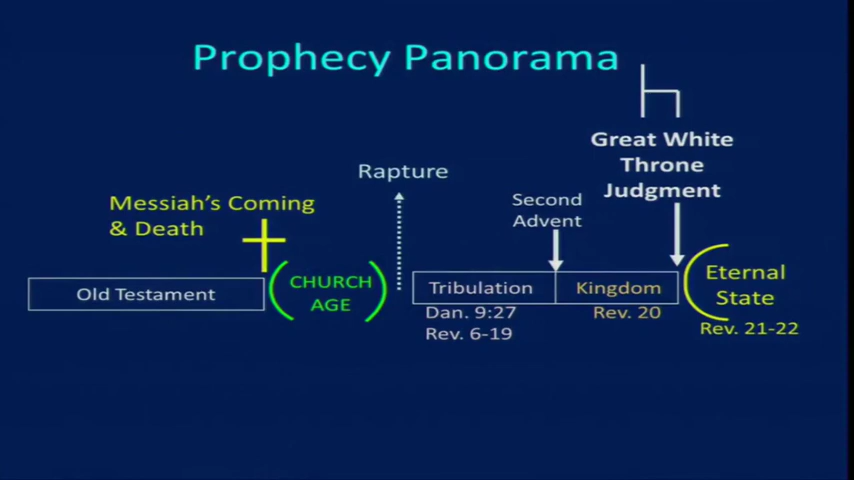 Prophecy Panorama
Great White
Throne
Judgment
Rapture
Second
Advent
Messiah's Coming
& Death
Old Testament
CHURCH
AGE
Tribulation
Kingdom
Eternal
State
Dan. 9:27
Rev. 6-19
Rev. 20
Rev. 21-22